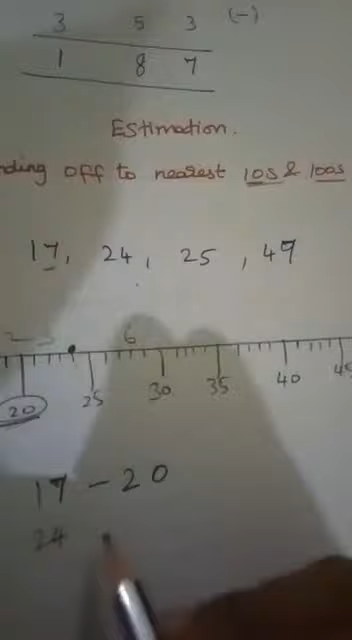 3 5 3 (-)
1 8 7
Estimation.
nding off to nearest 10s & 100s
17, 24, 25, 49
6
20 25 30 35 40 45
17 - 20
24